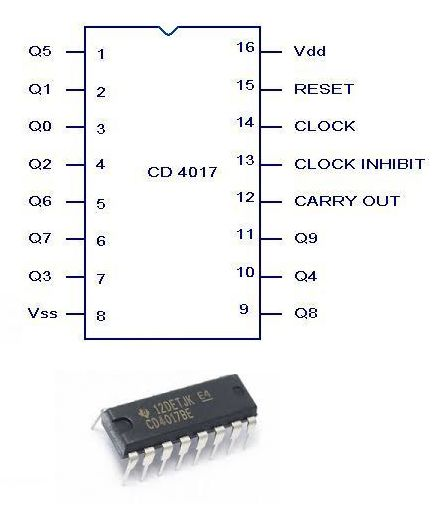 Q5 1 16 Vdd
Q1 2 15 RESET
Q0 3 14 CLOCK
Q2 4 13 CLOCK INHIBIT
CD 4017
Q6 5 12 CARRY OUT
Q7 6 11 Q9
Q3 7 10 Q4
Vss 8 9 Q8
12DETJK E4
CD4017BE